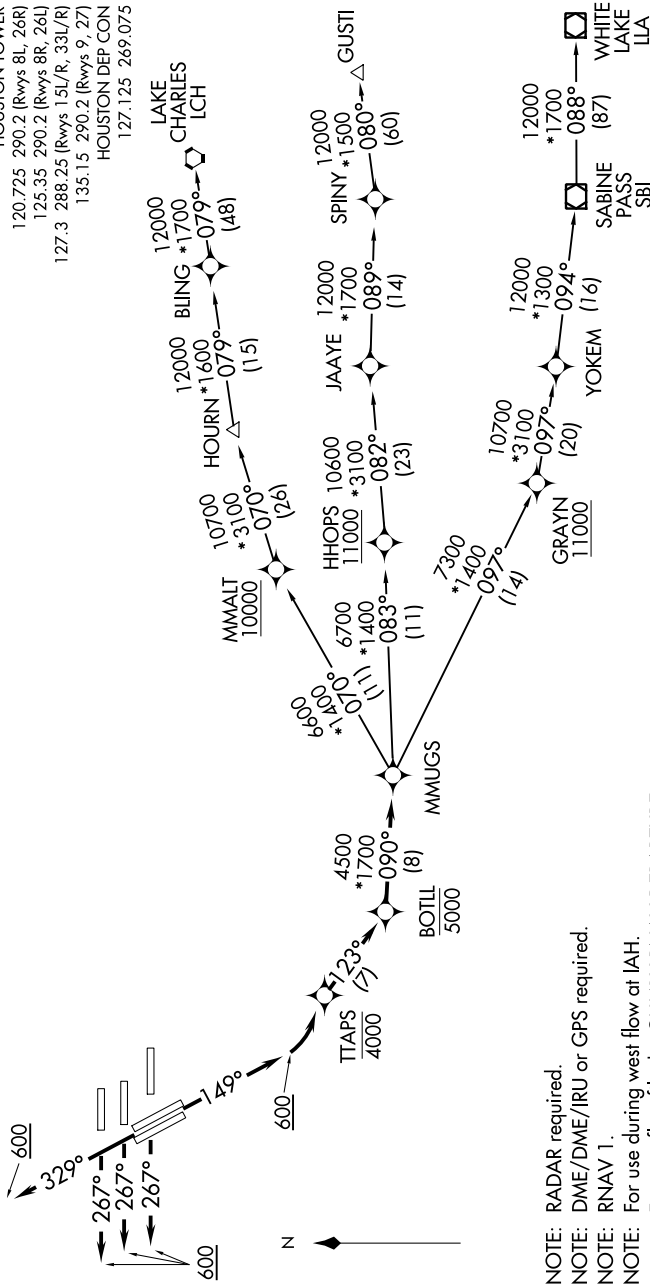 HOUSTON TOWER
120.725 290.2 (Rwys 8L, 26R)
125.35 290.2 (Rwys 8R, 26L)
127.3 288.25 (Rwys 15L/R, 33L/R)
135.15 290.2 (Rwys 9, 27)
HOUSTON DEP CON
127.125 269.075
LAKE
CHARLES
LCH
12000
*1700
079°
(48)
BLING
12000
*1600
079°
(15)
HOURN
10700
*3100
070°
(26)
MMALT
10000
6600
*1400
070°
(11)
GUSTI
12000
*1500
080°
(60)
SPINY
12000
*1700
089°
(14)
JAAYE
10600
*3100
082°
(23)
HHOPS
11000
6700
*1400
083°
(11)
WHITE
LAKE
LLA
12000
*1700
088°
(87)
SABINE
PASS
SBI
12000
*1300
094°
(16)
YOKEM
10700
*3100
097°
(20)
GRAYN
11000
7300
*1400
097°
(14)
MMUGS
4500
*1700
090°
(8)
BOTLL
5000
123°
(7)
TTAPS
4000
600
149°
329°
600
267°
267°
267°
600
N
NOTE: RADAR required.
NOTE: DME/DME/IRU or GPS required.
NOTE: RNAV 1.
NOTE: For use during west flow at IAH.